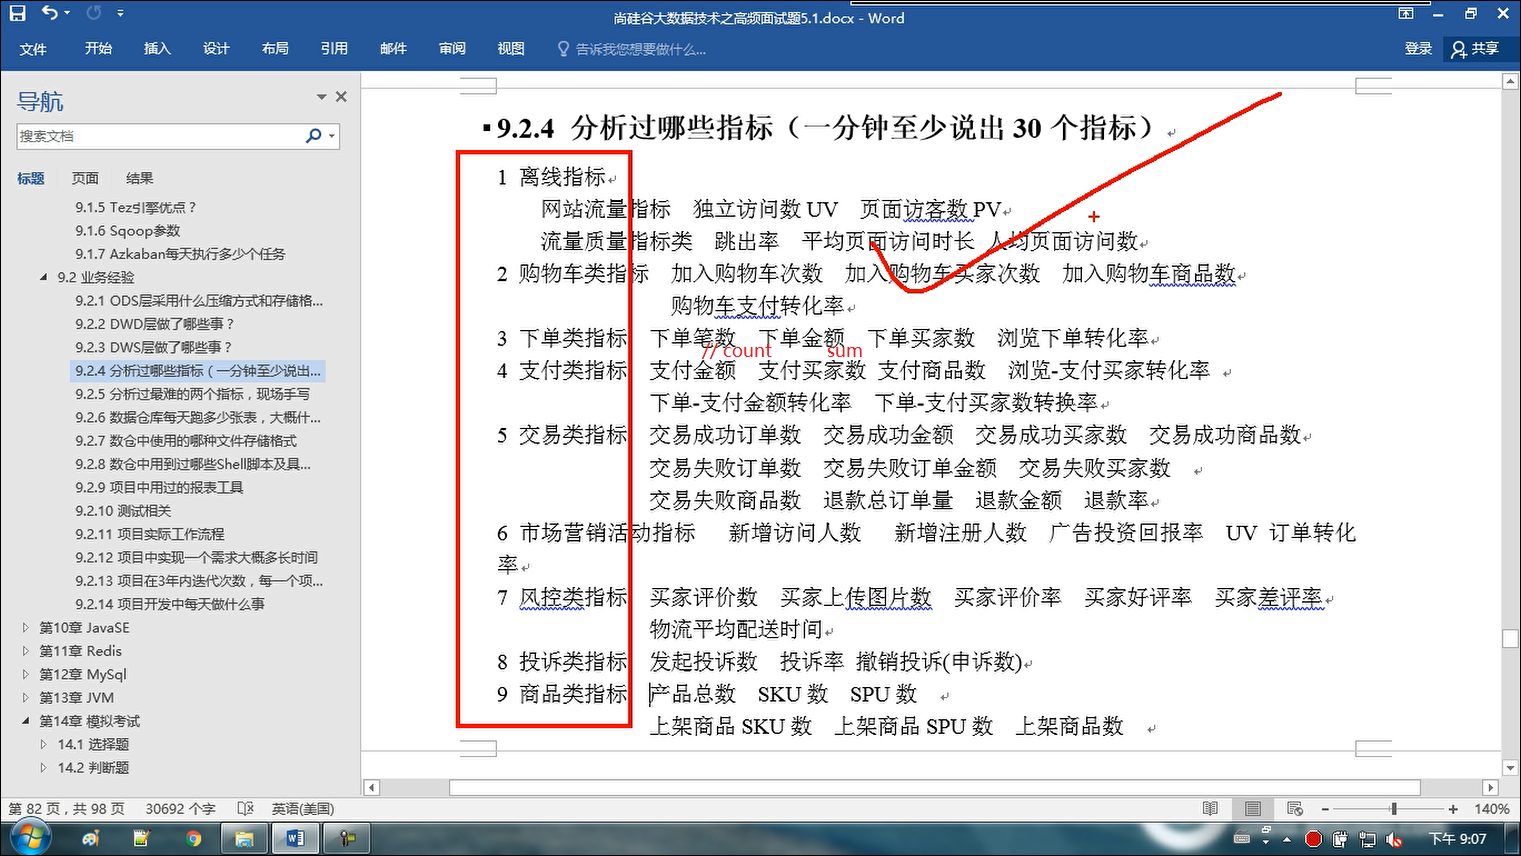 尚硅谷大数据技术之高频面试题5.1.docx - Word
文件 开始 插入 设计 布局 引用 邮件 审阅 视图 告诉我您想要做什么... 登录 共享
导航
搜索文档
标题 页面 结果
9.1.5 Tez引擎优点？
9.1.6 Sqoop参数
9.1.7 Azkaban每天执行多少个任务
9.2 业务经验
9.2.1 ODS层采用什么压缩方式和存储格...
9.2.2 DWD层做了哪些事？
9.2.3 DWS层做了哪些事？
9.2.4 分析过哪些指标（一分钟至少说出...
9.2.5 分析过最难的两个指标，现场手写
9.2.6 数据仓库每天跑多少张表，大概什...
9.2.7 数仓中使用的哪种文件存储格式
9.2.8 数仓中用到过哪些Shell脚本及具...
9.2.9 项目中用过的报表工具
9.2.10 测试相关
9.2.11 项目实际工作流程
9.2.12 项目中实现一个需求大概多长时间
9.2.13 项目在3年内迭代次数，每一个项...
9.2.14 项目开发中每天做什么事
第10章 JavaSE
第11章 Redis
第12章 MySql
第13章 JVM
第14章 模拟考试
14.1 选择题
14.2 判断题
9.2.4 分析过哪些指标（一分钟至少说出 30 个指标）
1 离线指标
网站流量指标 独立访问数 UV 页面访客数 PV
流量质量指标类 跳出率 平均页面访问时长 人均页面访问数
2 购物车类指标 加入购物车次数 加入购物车买家次数 加入购物车商品数
购物车支付转化率
3 下单类指标 下单笔数 下单金额 下单买家数 浏览下单转化率
// count sum
4 支付类指标 支付金额 支付买家数 支付商品数 浏览-支付买家转化率
下单-支付金额转化率 下单-支付买家数转换率
5 交易类指标 交易成功订单数 交易成功金额 交易成功买家数 交易成功商品数
交易失败订单数 交易失败订单金额 交易失败买家数
交易失败商品数 退款总订单量 退款金额 退款率
6 市场营销活动指标 新增访问人数 新增注册人数 广告投资回报率 UV 订单转化
率
7 风控类指标 买家评价数 买家上传图片数 买家评价率 买家好评率 买家差评率
物流平均配送时间
8 投诉类指标 发起投诉数 投诉率 撤销投诉(申诉数)
9 商品类指标 产品总数 SKU 数 SPU 数
上架商品 SKU 数 上架商品 SPU 数 上架商品数
第 82 页，共 98 页 30692 个字 英语(美国) 140%
下午 9:07